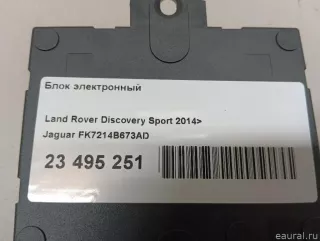 Блок электронный
Land Rover Discovery Sport 2014>
Jaguar FK7214B673AD
23 495 251
eaural.ru